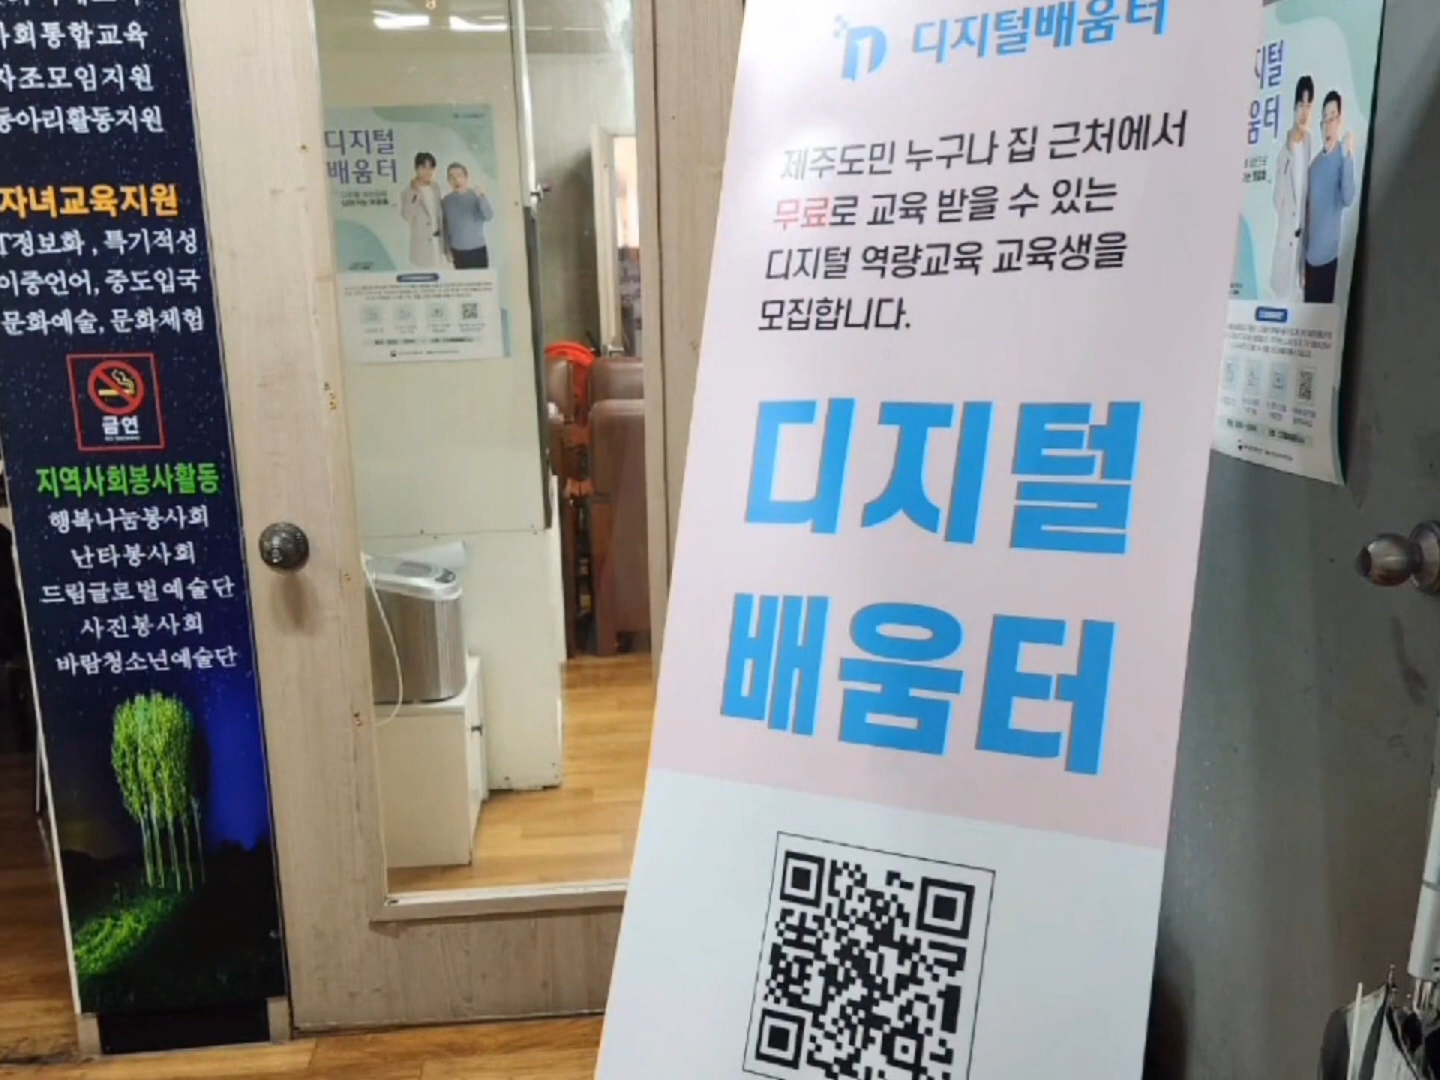 사회통합교육
자조모임지원
동아리활동지원
자녀교육지원
IT정보화, 특기적성
이중언어, 중도입국
문화예술, 문화체험
금연
지역사회봉사활동
행복나눔봉사회
난타봉사회
드림글로벌예술단
사진봉사회
바람청소년예술단
디지털
배움터
디지털배움터
제주도민 누구나 집 근처에서
무료로 교육 받을 수 있는
디지털 역량교육 교육생을
모집합니다.
디지털
배움터
지털
움터